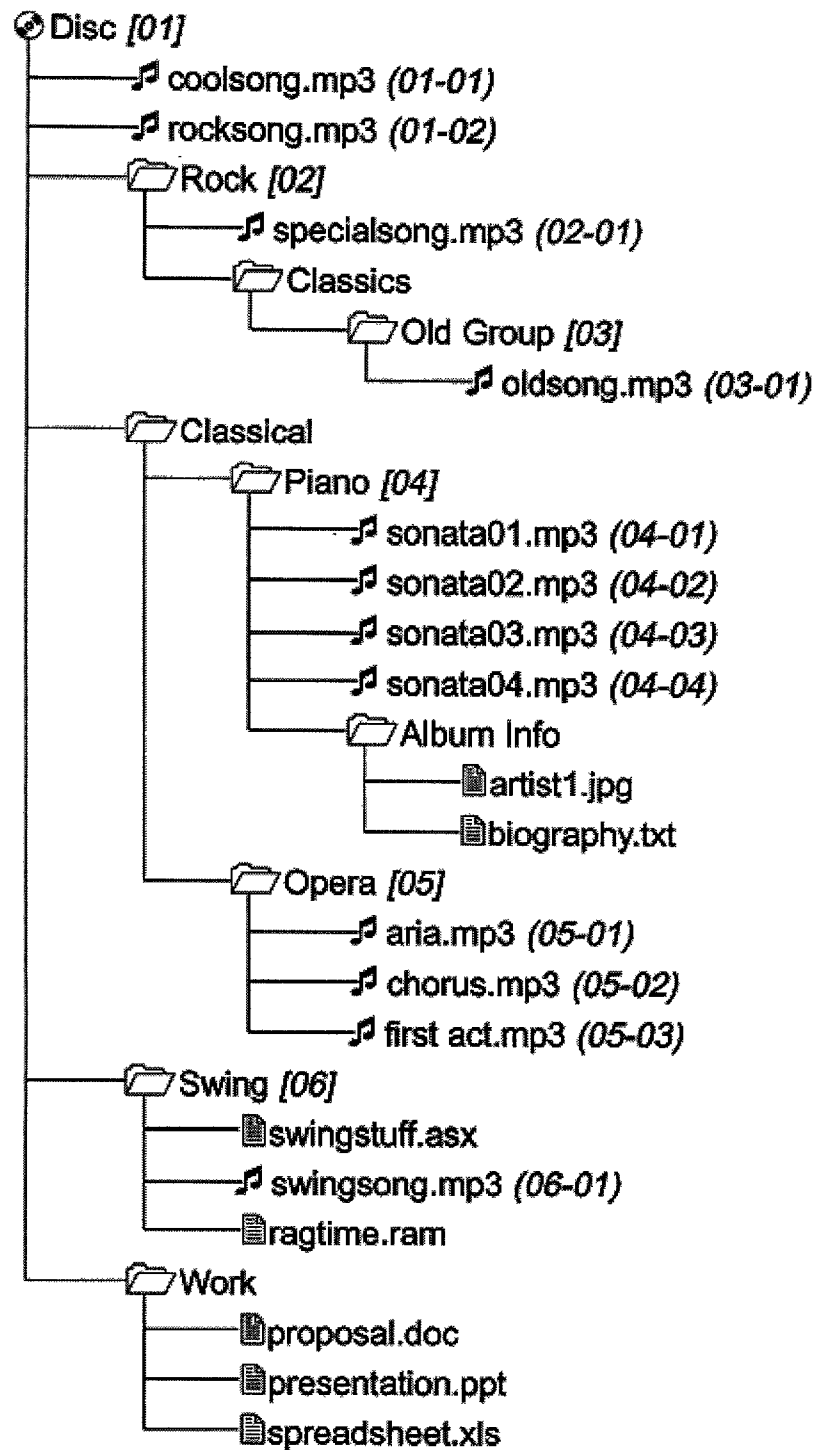 Disc [01]
coolsong.mp3 (01-01)
rocksong.mp3 (01-02)
Rock [02]
specialsong.mp3 (02-01)
Classics
Old Group [03]
oldsong.mp3 (03-01)
Classical
Piano [04]
sonata01.mp3 (04-01)
sonata02.mp3 (04-02)
sonata03.mp3 (04-03)
sonata04.mp3 (04-04)
Album Info
artist1.jpg
biography.txt
Opera [05]
aria.mp3 (05-01)
chorus.mp3 (05-02)
first act.mp3 (05-03)
Swing [06]
swingstuff.asx
swingsong.mp3 (06-01)
ragtime.ram
Work
proposal.doc
presentation.ppt
spreadsheet.xls